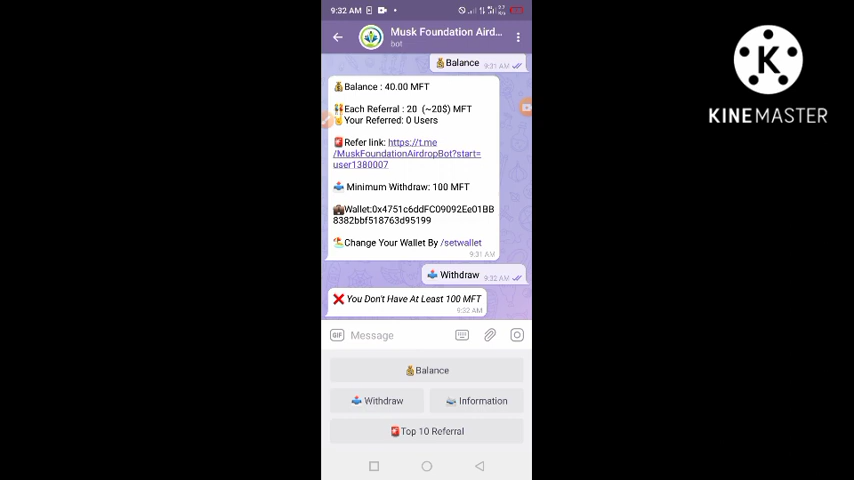 9:32 AM
Musk Foundation Aird...
bot
💰Balance 9:31 AM
💰Balance : 40.00 MFT
👬Each Referral : 20 (~20$) MFT
🤞Your Referred: 0 Users
🚨Refer link: https://t.me
/MuskFoundationAirdropBot?start=
user1380007
📤 Minimum Withdraw: 100 MFT
💼Wallet:0x4751c6ddFC09092Ee01BB
8382bbf518763d95199
🏖Change Your Wallet By /setwallet
9:31 AM
📤 Withdraw 9:32 AM
❌ You Don't Have At Least 100 MFT
9:32 AM
GIF Message
💰Balance
📤 Withdraw
Information
🚨Top 10 Referral
K
KINEMASTER